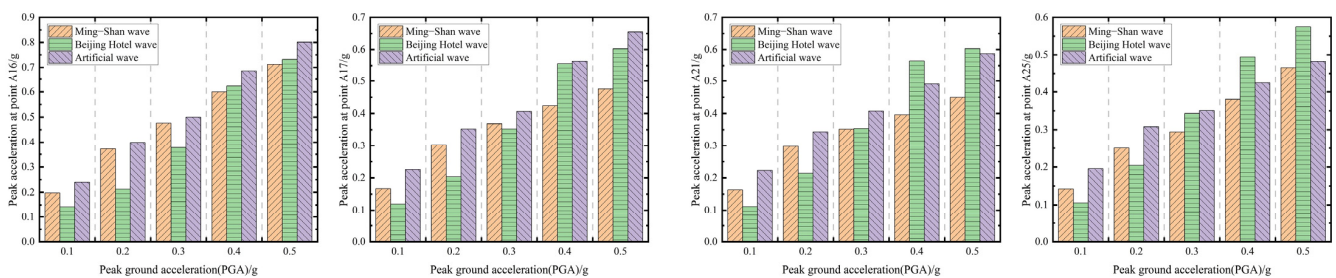 Peak acceleration at point A16/g
0.9
0.8
0.7
0.6
0.5
0.4
0.3
0.2
0.1
0.0
Ming−Shan wave
Beijing Hotel wave
Artificial wave
0.1 0.2 0.3 0.4 0.5
Peak ground acceleration(PGA)/g
Peak acceleration at point A17/g
0.7
0.6
0.5
0.4
0.3
0.2
0.1
0.0
Ming−Shan wave
Beijing Hotel wave
Artificial wave
0.1 0.2 0.3 0.4 0.5
Peak ground acceleration(PGA)/g
Peak acceleration at point A21/g
0.7
0.6
0.5
0.4
0.3
0.2
0.1
0.0
Ming−Shan wave
Beijing Hotel wave
Artificial wave
0.1 0.2 0.3 0.4 0.5
Peak ground acceleration(PGA)/g
Peak acceleration at point A25/g
0.6
0.5
0.4
0.3
0.2
0.1
0.0
Ming−Shan wave
Beijing Hotel wave
Artificial wave
0.1 0.2 0.3 0.4 0.5
Peak ground acceleration(PGA)/g